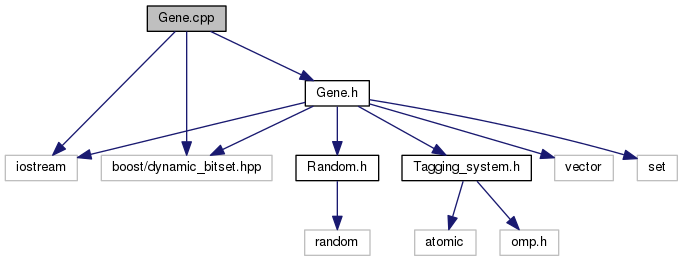 Gene.cpp
Gene.h
iostream
boost/dynamic_bitset.hpp
Random.h
Tagging_system.h
vector
set
random
atomic
omp.h